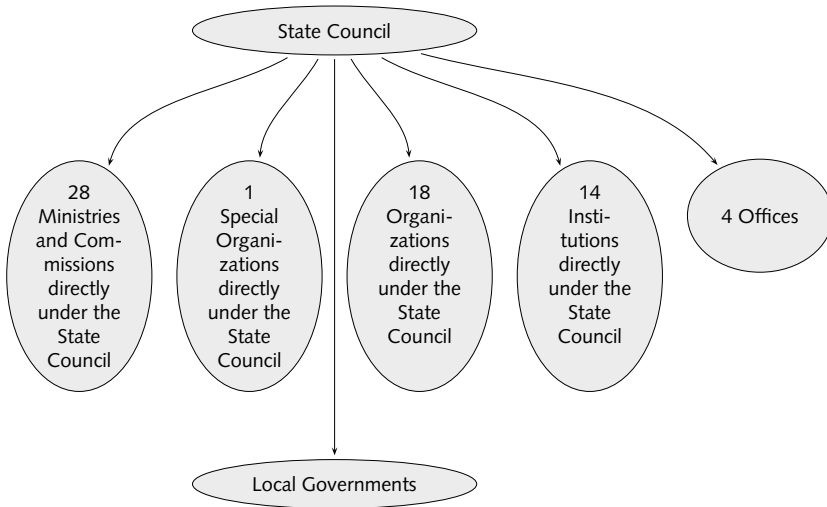 State Council
28
Ministries
and Com-
missions
directly
under the
State
Council
1
Special
Organi-
zations
directly
under the
State
Council
18
Organi-
zations
directly
under the
State
Council
14
Insti-
tutions
directly
under the
State
Council
4 Offices
Local Governments